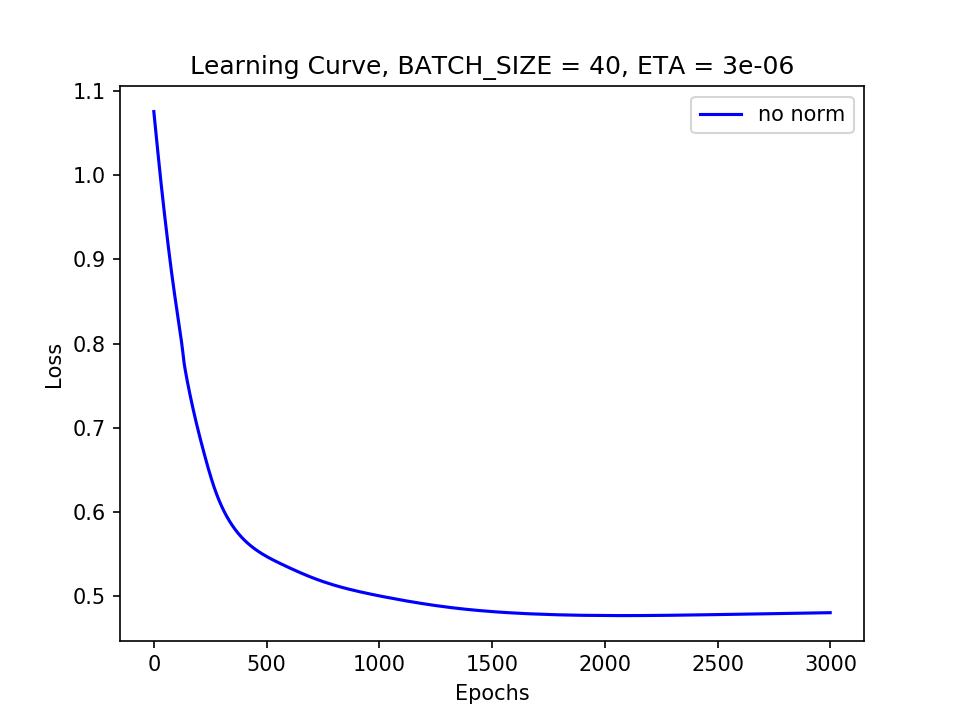 Learning Curve, BATCH_SIZE = 40, ETA = 3e-06
no norm
1.1
1.0
0.9
0.8
0.7
0.6
0.5
Loss
0 500 1000 1500 2000 2500 3000
Epochs